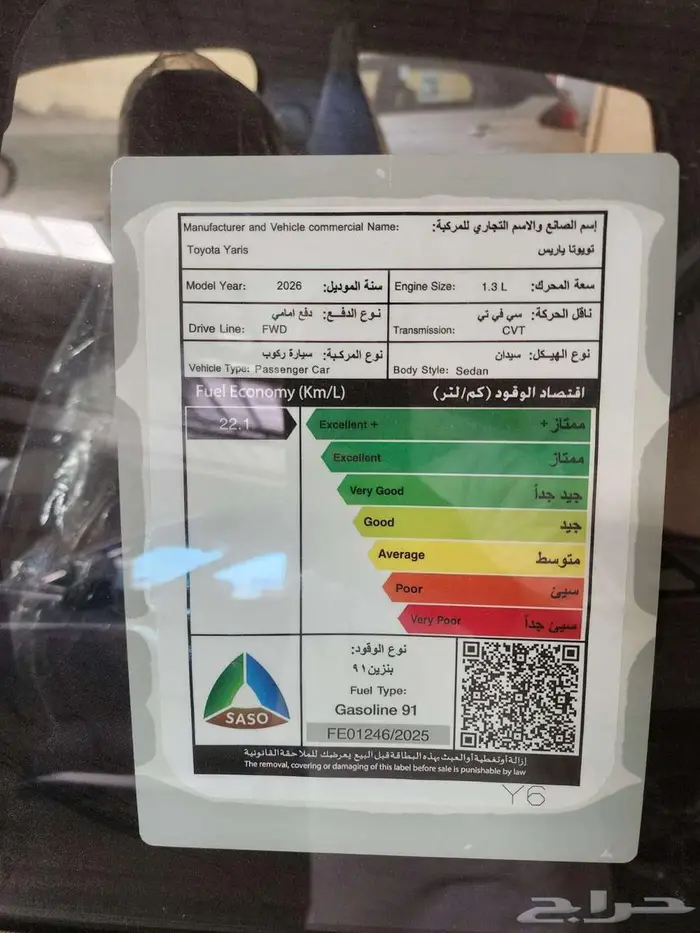 Manufacturer and Vehicle commercial Name: إسم الصانع والاسم التجاري للمركبة:
Toyota Yaris تويوتا ياريس
Model Year: 2026 سنة الموديل:
Engine Size: 1.3 L سعة المحرك:
نوع الدفع: دفع امامي
Drive Line: FWD
ناقل الحركة: سي في تي
Transmission: CVT
نوع المركبة: سيارة ركوب
Vehicle Type: Passenger Car
نوع الهيكل: سيدان
Body Style: Sedan
Fuel Economy (Km/L) اقتصاد الوقود (كم/لتر)
22.1
Excellent + ممتاز +
Excellent ممتاز
Very Good جيد جداً
Good جيد
Average متوسط
Poor سيئ
Very Poor سيئ جداً
SASO
نوع الوقود:
بنزين ٩١
Fuel Type:
Gasoline 91
FE01246/2025
إزالة أو تغطية أو العبث بهذه البطاقة قبل البيع يعرضك للملاحقة القانونية
The removal, covering or damaging of this label before sale is punishable by law
Y6
حراج